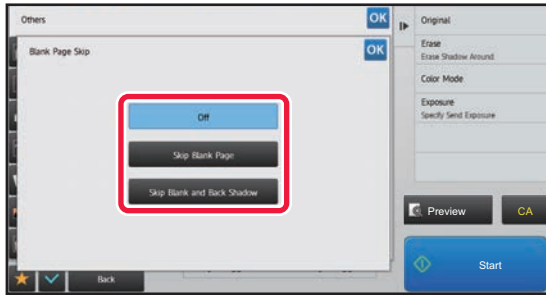 Others
OK
Blank Page Skip
OK
Off
Skip Blank Page
Skip Blank and Back Shadow
Back
Original
Erase
Erase Shadow Around
Color Mode
Exposure
Specify Send Exposure
Preview
CA
Start